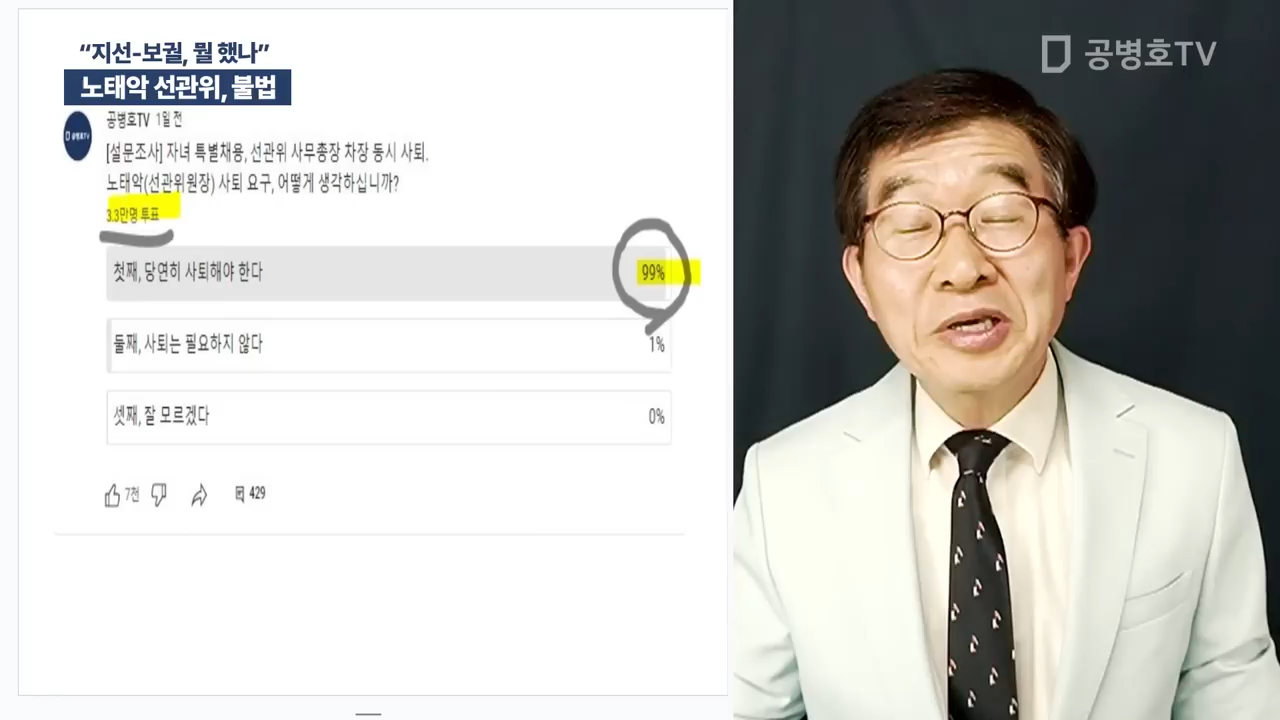 “지선-보궐, 뭘 했나”
노태악 선관위, 불법
공병호TV
공병호TV 1일 전
공병호TV
[설문조사] 자녀 특별채용, 선관위 사무총장 차장 동시 사퇴.
노태악(선관위원장) 사퇴 요구, 어떻게 생각하십니까?
3.3만명 투표
첫째, 당연히 사퇴해야 한다 99%
둘째, 사퇴는 필요하지 않다 1%
셋째, 잘 모르겠다 0%
7천 429